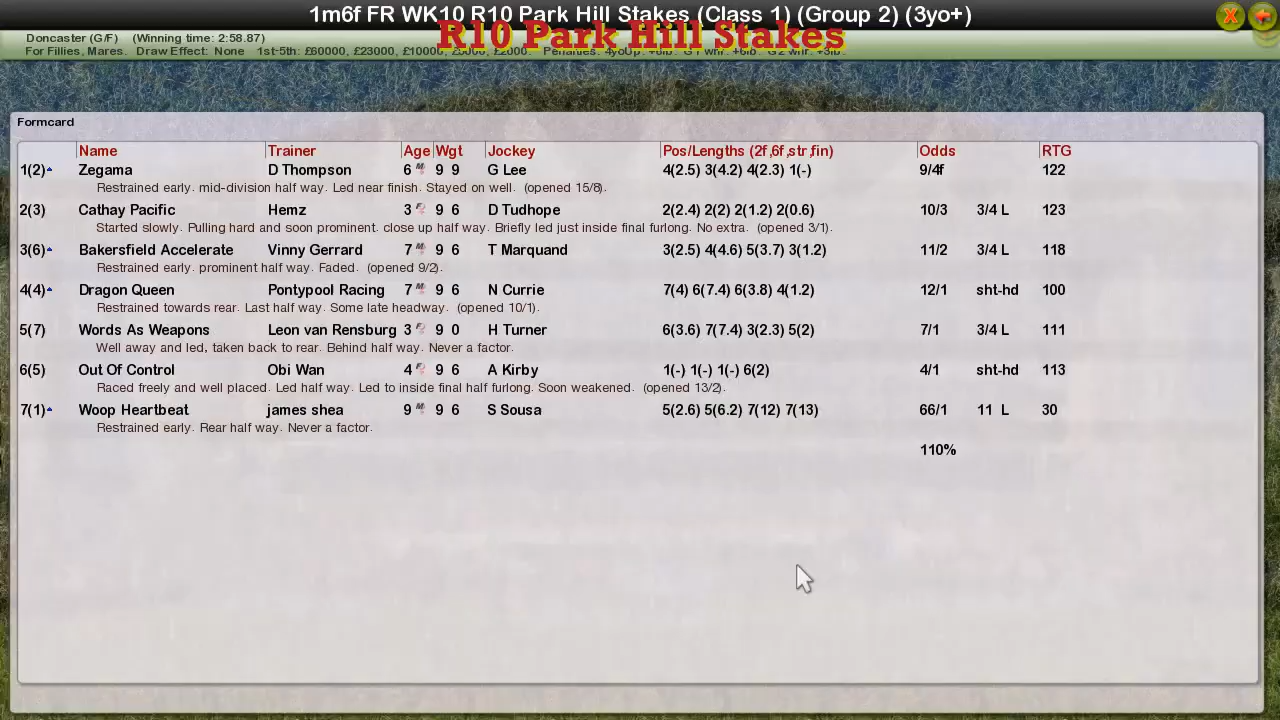 1m6f FR WK10 R10 Park Hill Stakes (Class 1) (Group 2) (3yo+)
R10 Park Hill Stakes
Doncaster (G/F) (Winning time: 2:58.87)
For Fillies, Mares. Draw Effect: None 1st-5th: £60000, £23000, £10000, £2000. Penalties: 4yoUp: +6lb.
Formcard
Name Trainer Age Wgt Jockey Pos/Lengths (2f,6f,str,fin) Odds RTG
1(2) Zegama D Thompson 6 M 9 9 G Lee 4(2.5) 3(4.2) 4(2.3) 1(-) 9/4f 122
Restrained early. mid-division half way. Led near finish. Stayed on well. (opened 15/8).
2(3) Cathay Pacific Hemz 3 F 9 6 D Tudhope 2(2.4) 2(2) 2(1.2) 2(0.6) 10/3 3/4 L 123
Started slowly. Pulling hard and soon prominent. close up half way. Briefly led just inside final furlong. No extra. (opened 3/1).
3(6) Bakersfield Accelerate Vinny Gerrard 7 M 9 6 T Marquand 3(2.5) 4(4.6) 5(3.7) 3(1.2) 11/2 3/4 L 118
Restrained early. prominent half way. Faded. (opened 9/2).
4(4) Dragon Queen Pontypool Racing 7 M 9 6 N Currie 7(4) 6(7.4) 6(3.8) 4(1.2) 12/1 sht-hd 100
Restrained towards rear. Last half way. Some late headway. (opened 10/1).
5(7) Words As Weapons Leon van Rensburg 3 F 9 0 H Turner 6(3.6) 7(7.4) 3(2.3) 5(2) 7/1 3/4 L 111
Well away and led, taken back to rear. Behind half way. Never a factor.
6(5) Out Of Control Obi Wan 4 F 9 6 A Kirby 1(-) 1(-) 1(-) 6(2) 4/1 sht-hd 113
Raced freely and well placed. Led half way. Led to inside final half furlong. Soon weakened. (opened 13/2).
7(1) Woop Heartbeat james shea 9 M 9 6 S Sousa 5(2.6) 5(6.2) 7(12) 7(13) 66/1 11 L 30
Restrained early. Rear half way. Never a factor.
110%